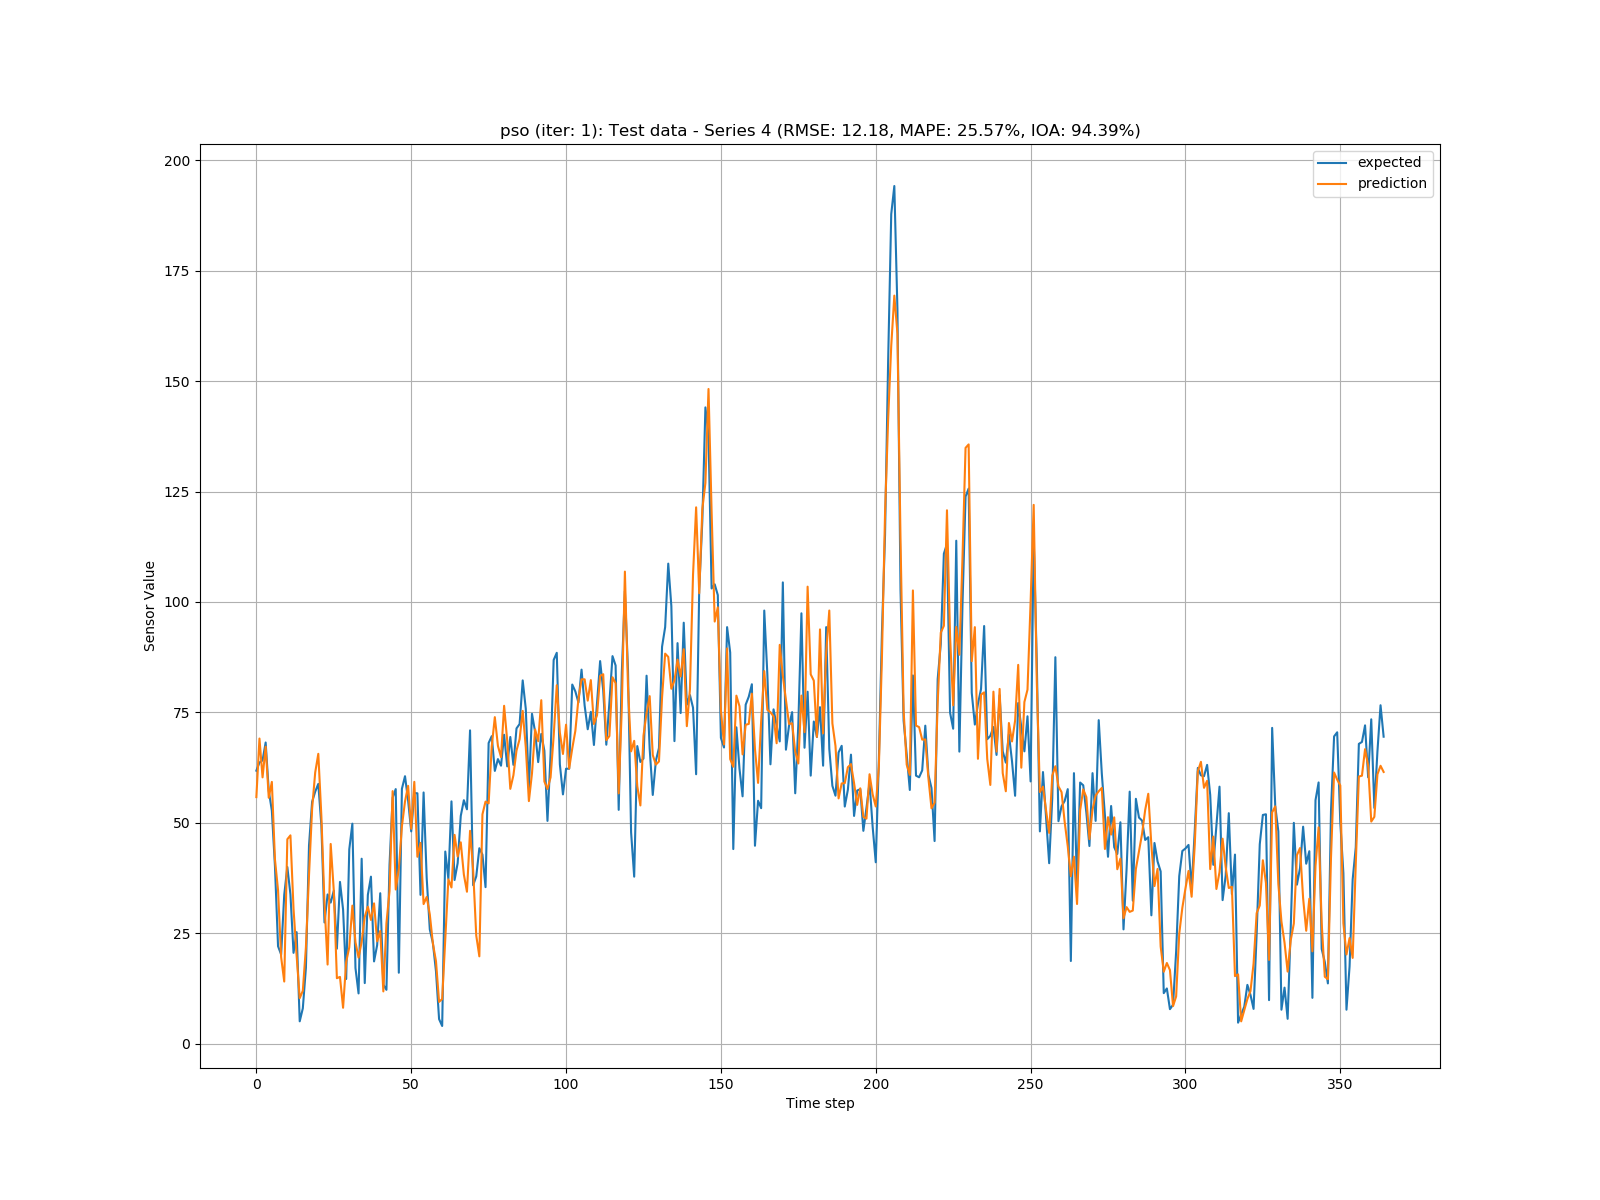 pso (iter: 1): Test data - Series 4 (RMSE: 12.18, MAPE: 25.57%, IOA: 94.39%)
expected
prediction
200
175
150
125
100
75
50
25
0
Sensor Value
0 50 100 150 200 250 300 350
Time step